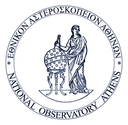 ΕΘΝΙΚΟΝ ΑΣΤΕΡΟΣΚΟΠΕΙΟΝ ΑΘΗΝΩΝ
NATIONAL OBSERVATORY ATHENS